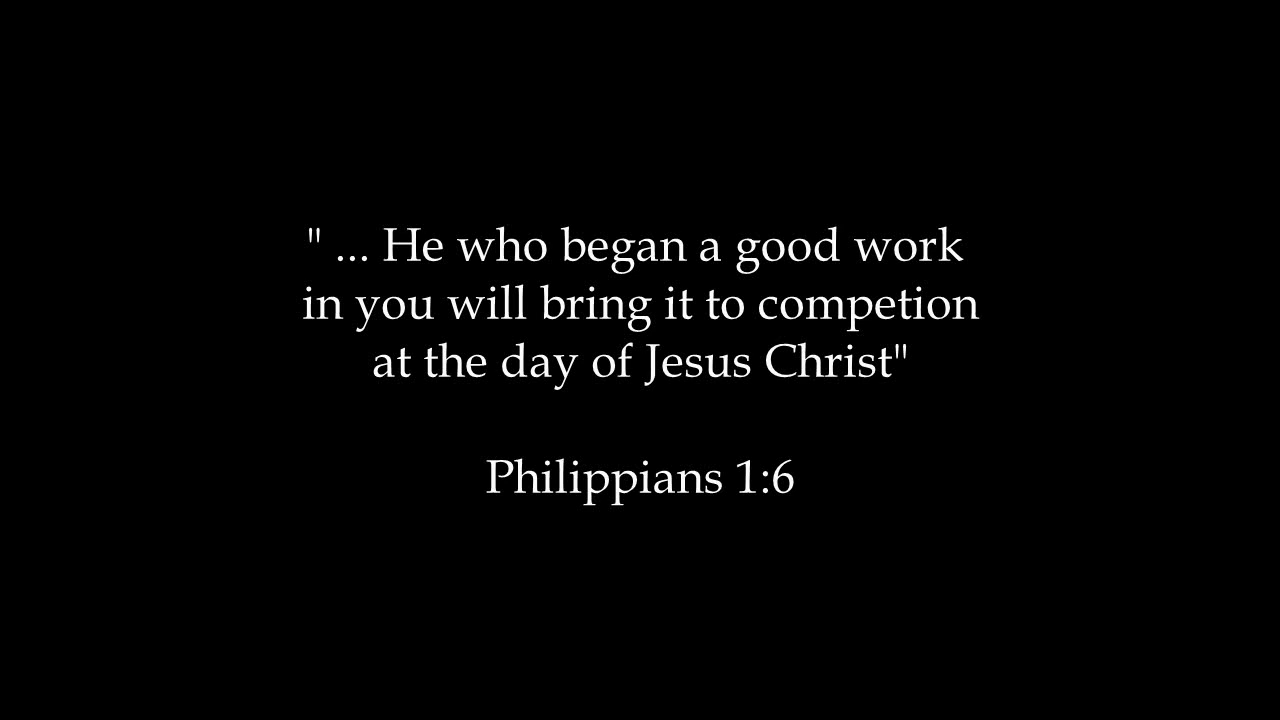 " ... He who began a good work
in you will bring it to competion
at the day of Jesus Christ"
Philippians 1:6